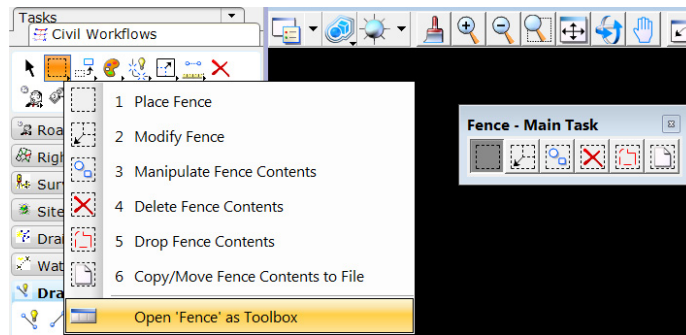 Tasks
Civil Workflows
1 Place Fence
2 Modify Fence
3 Manipulate Fence Contents
4 Delete Fence Contents
5 Drop Fence Contents
6 Copy/Move Fence Contents to File
Open 'Fence' as Toolbox
Roa
Righ
Sur
Site
Drai
Wat
Dra
Fence - Main Task